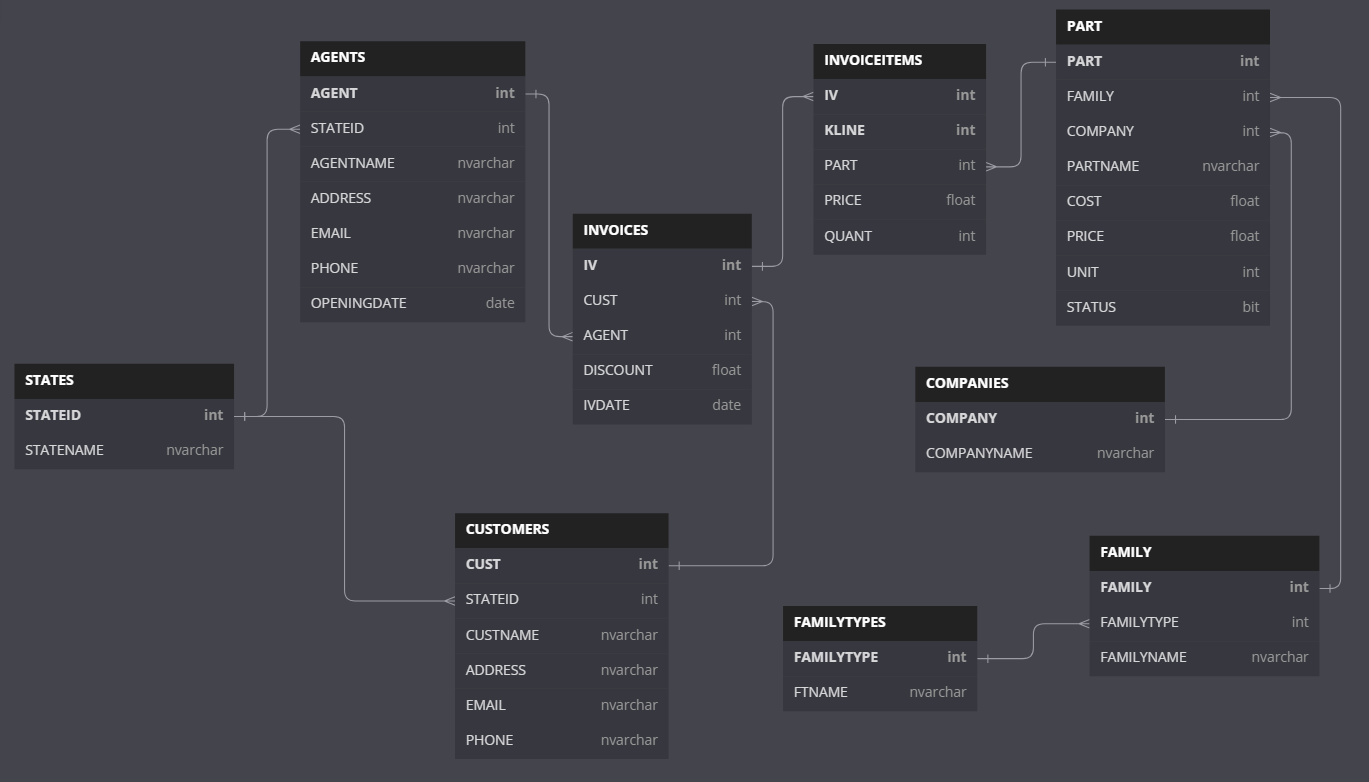 AGENTS
AGENT int
STATEID int
AGENTNAME nvarchar
ADDRESS nvarchar
EMAIL nvarchar
PHONE nvarchar
OPENINGDATE date
INVOICEITEMS
IV int
KLINE int
PART int
PRICE float
QUANT int
PART
PART int
FAMILY int
COMPANY int
PARTNAME nvarchar
COST float
PRICE float
UNIT int
STATUS bit
INVOICES
IV int
CUST int
AGENT int
DISCOUNT float
IVDATE date
STATES
STATEID int
STATENAME nvarchar
COMPANIES
COMPANY int
COMPANYNAME nvarchar
CUSTOMERS
CUST int
STATEID int
CUSTNAME nvarchar
ADDRESS nvarchar
EMAIL nvarchar
PHONE nvarchar
FAMILYTYPES
FAMILYTYPE int
FTNAME nvarchar
FAMILY
FAMILY int
FAMILYTYPE int
FAMILYNAME nvarchar